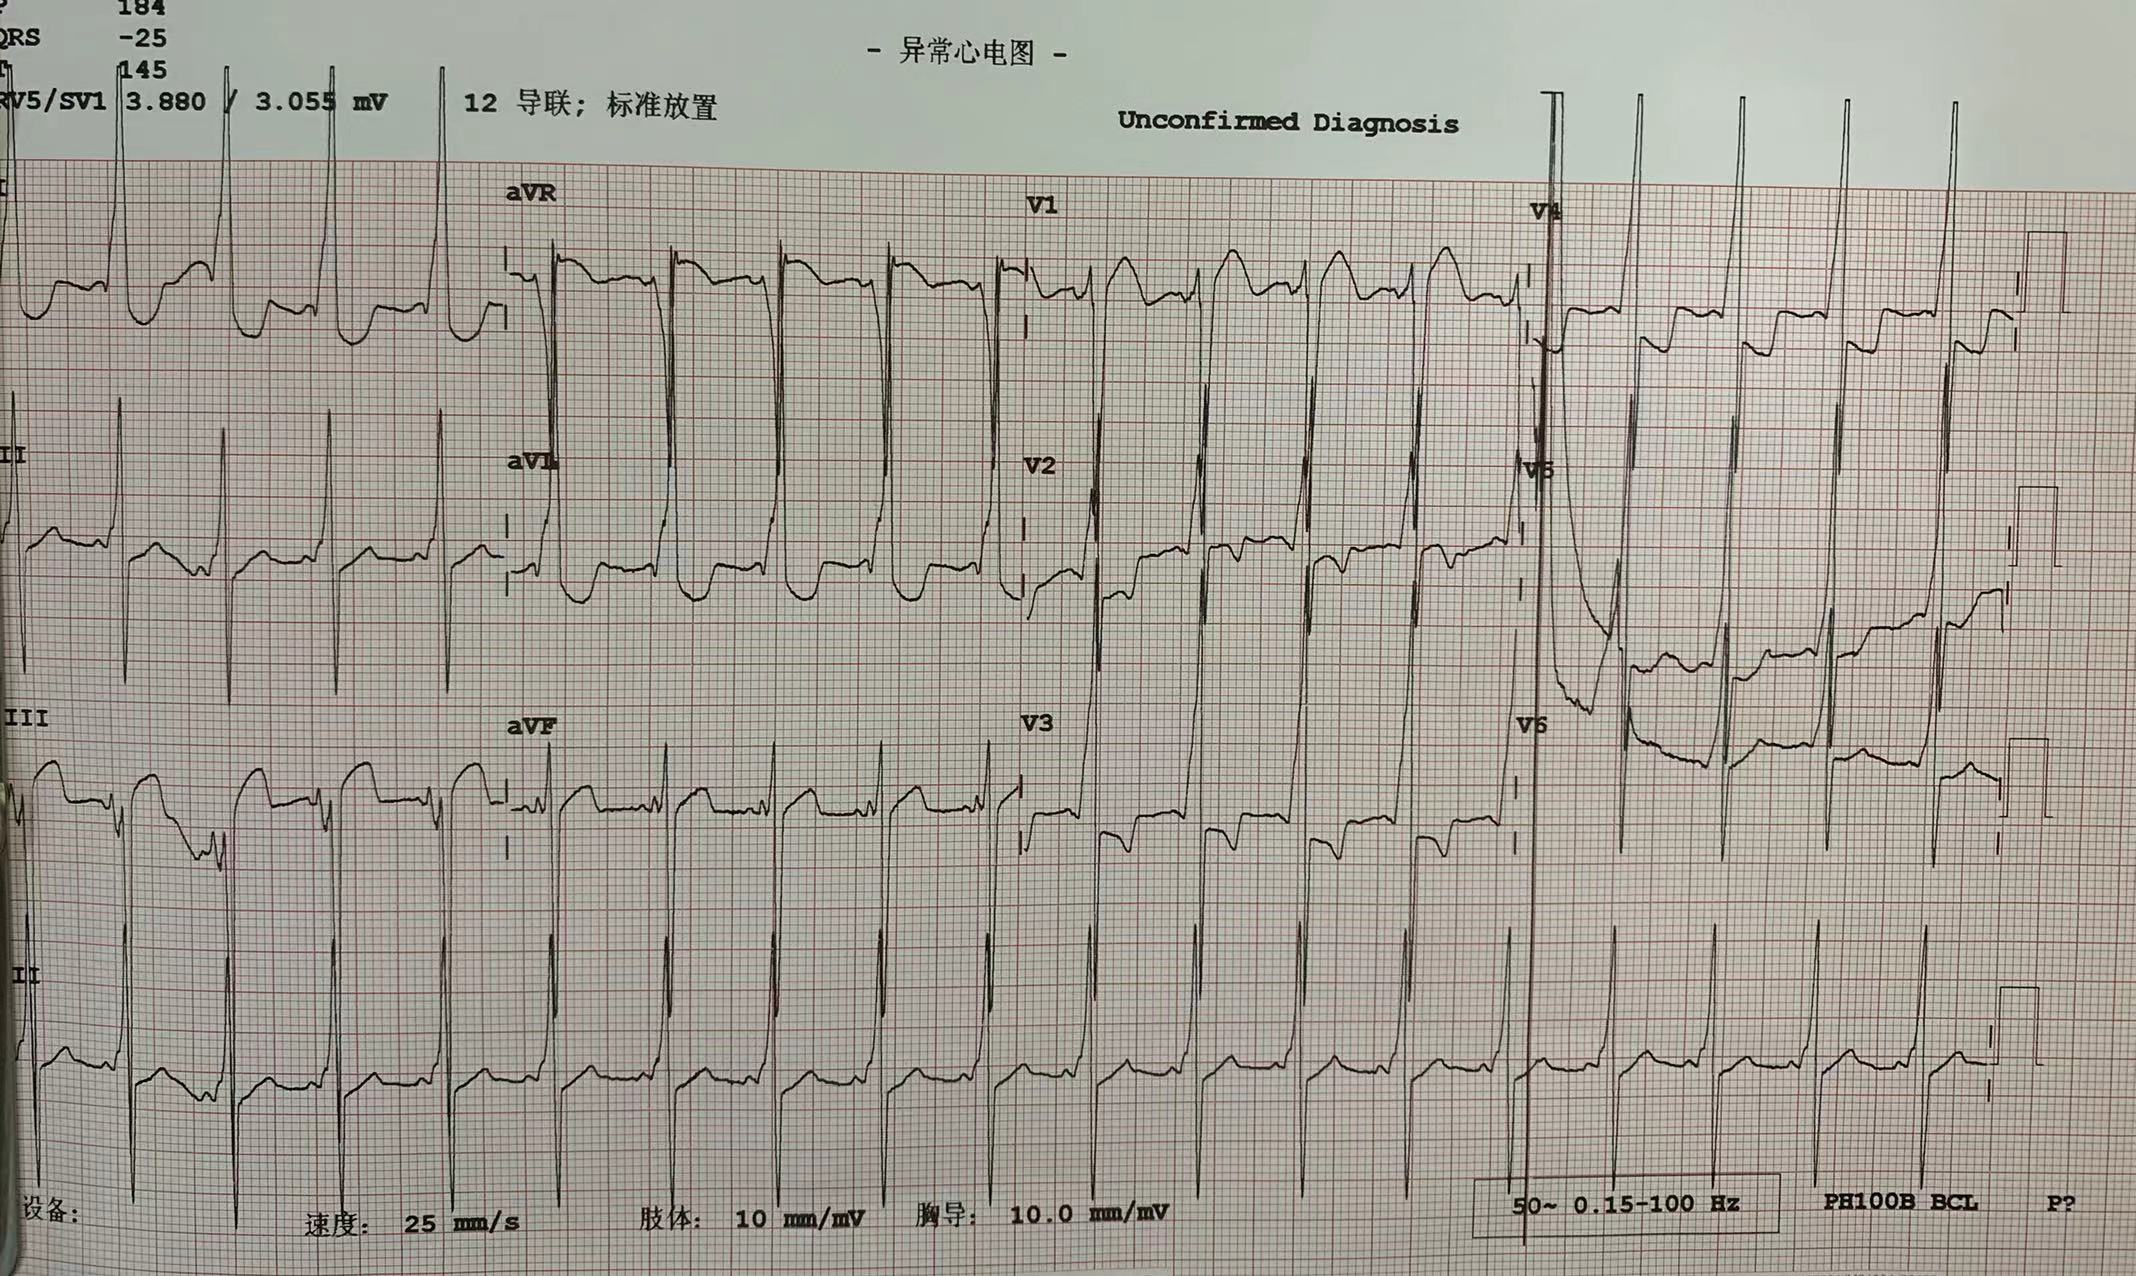 184
QRS -25
145
RV5/SV1 3.880 / 3.055 mV
12 导联; 标准放置
- 异常心电图 -
Unconfirmed Diagnosis
I
aVR
V1
V4
II
aVL
V2
V5
III
aVF
V3
V6
II
设备:
速度: 25 mm/s
肢体: 10 mm/mV
胸导: 10.0 mm/mV
50~ 0.15-100 Hz
PH100B BCL
P?